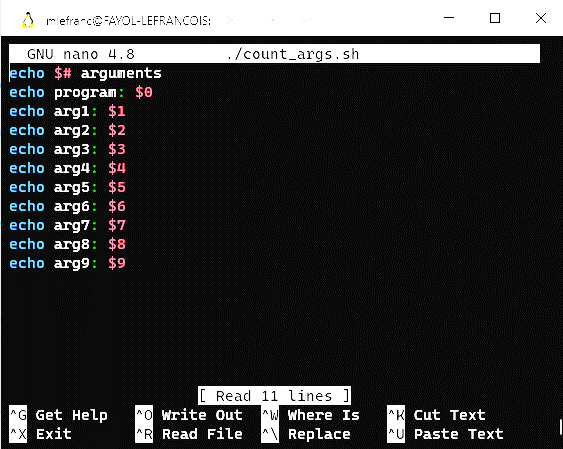 mlefranc@FAYOL-LEFRANCOIS:
GNU nano 4.8 ./count_args.sh
echo $# arguments
echo program: $0
echo arg1: $1
echo arg2: $2
echo arg3: $3
echo arg4: $4
echo arg5: $5
echo arg6: $6
echo arg7: $7
echo arg8: $8
echo arg9: $9
[ Read 11 lines ]
^G Get Help ^O Write Out ^W Where Is ^K Cut Text
^X Exit ^R Read File ^\ Replace ^U Paste Text